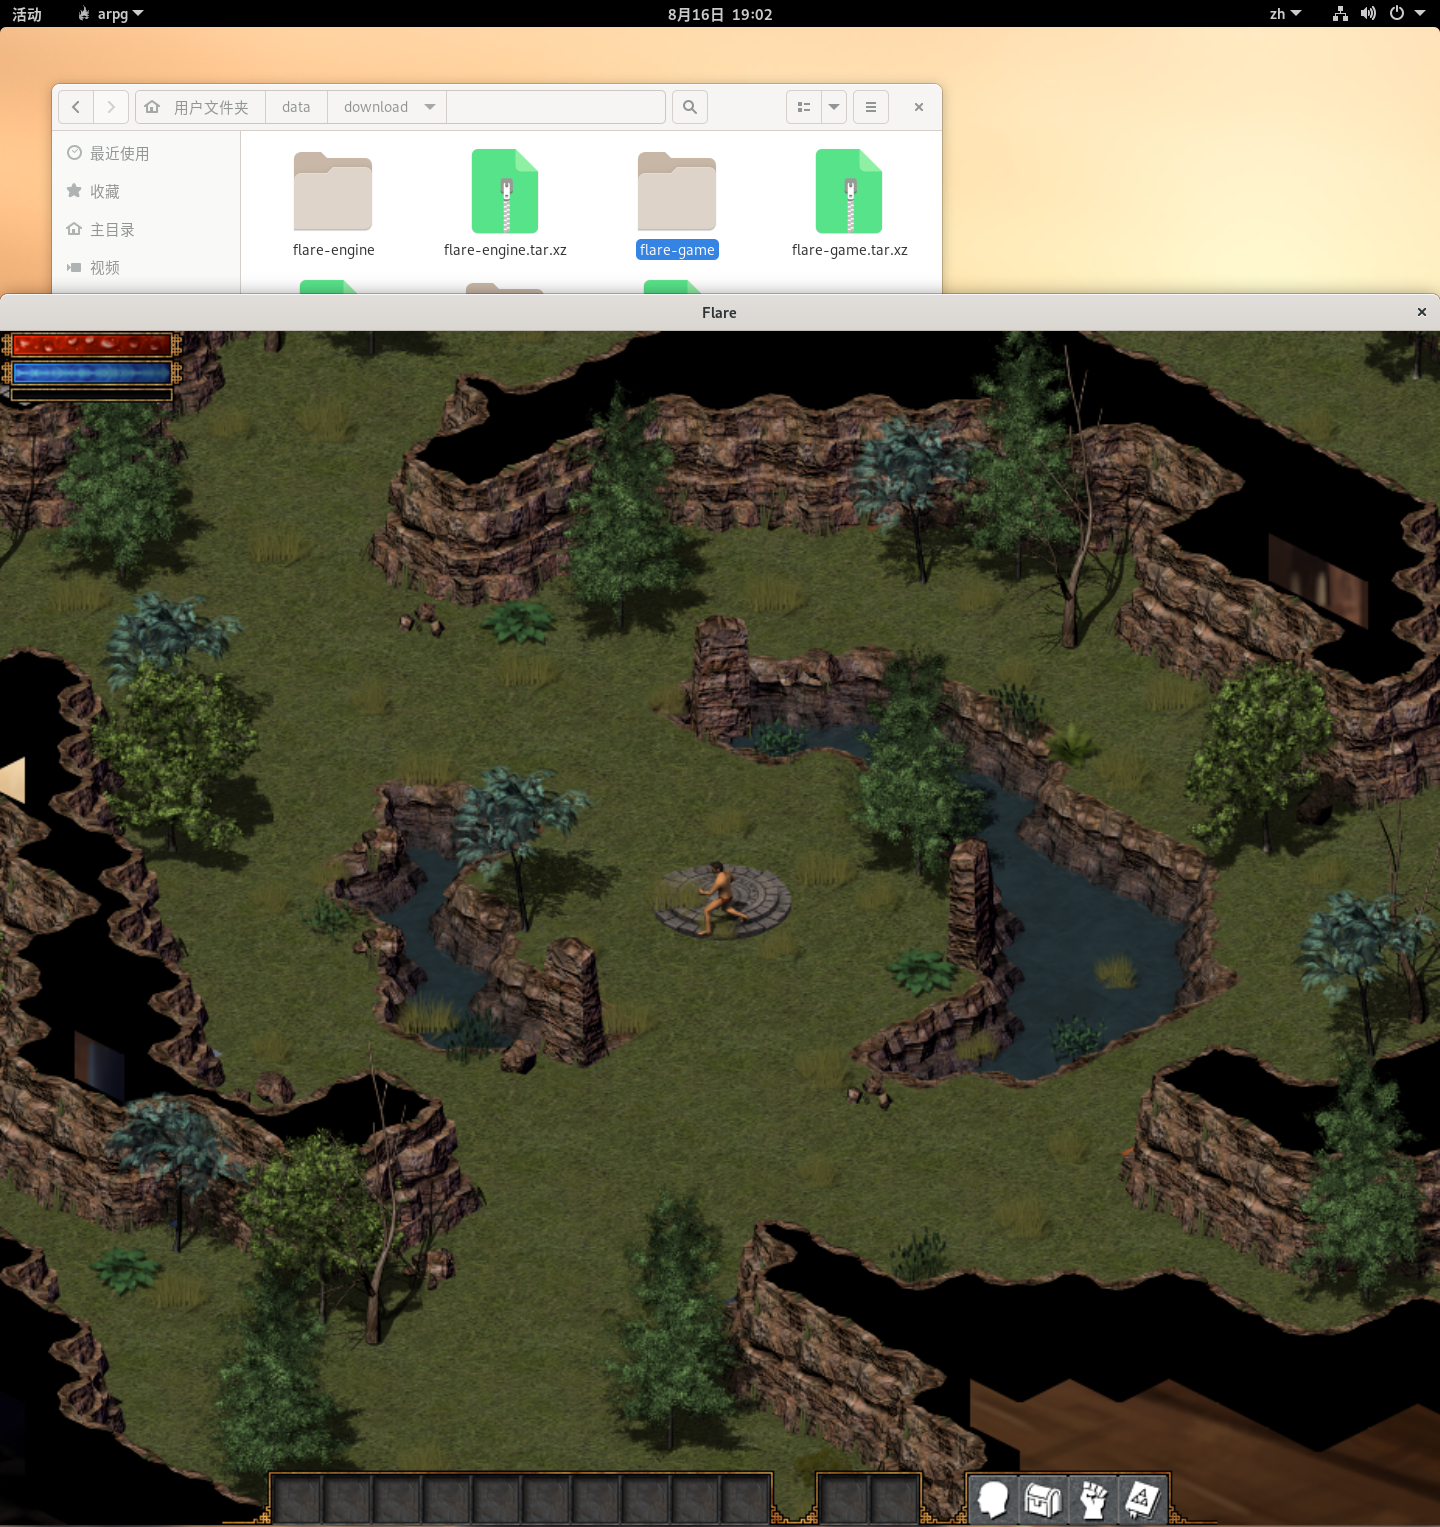 活动 arpg 8月16日 19:02 zh
用户文件夹 data download
最近使用
收藏
主目录
视频
flare-engine flare-engine.tar.xz flare-game flare-game.tar.xz
Flare